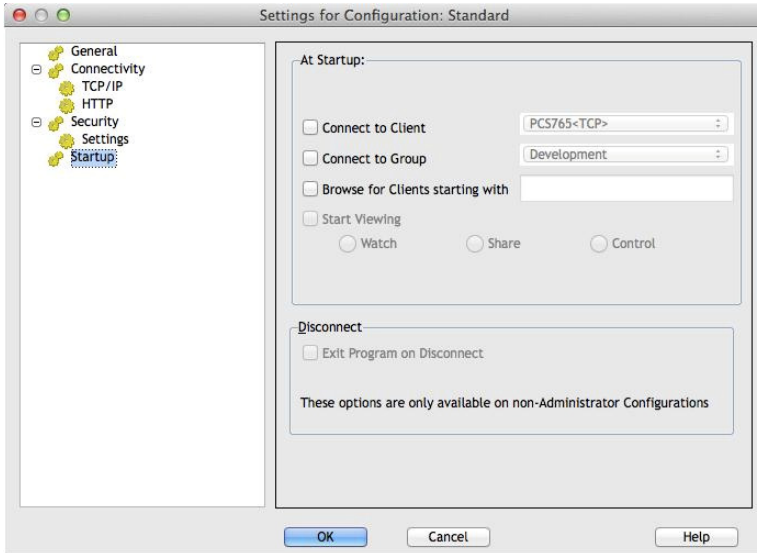 Settings for Configuration: Standard
General
Connectivity
TCP/IP
HTTP
Security
Settings
Startup
At Startup:
Connect to Client PCS765<TCP>
Connect to Group Development
Browse for Clients starting with
Start Viewing
Watch Share Control
Disconnect
Exit Program on Disconnect
These options are only available on non-Administrator Configurations
OK Cancel Help